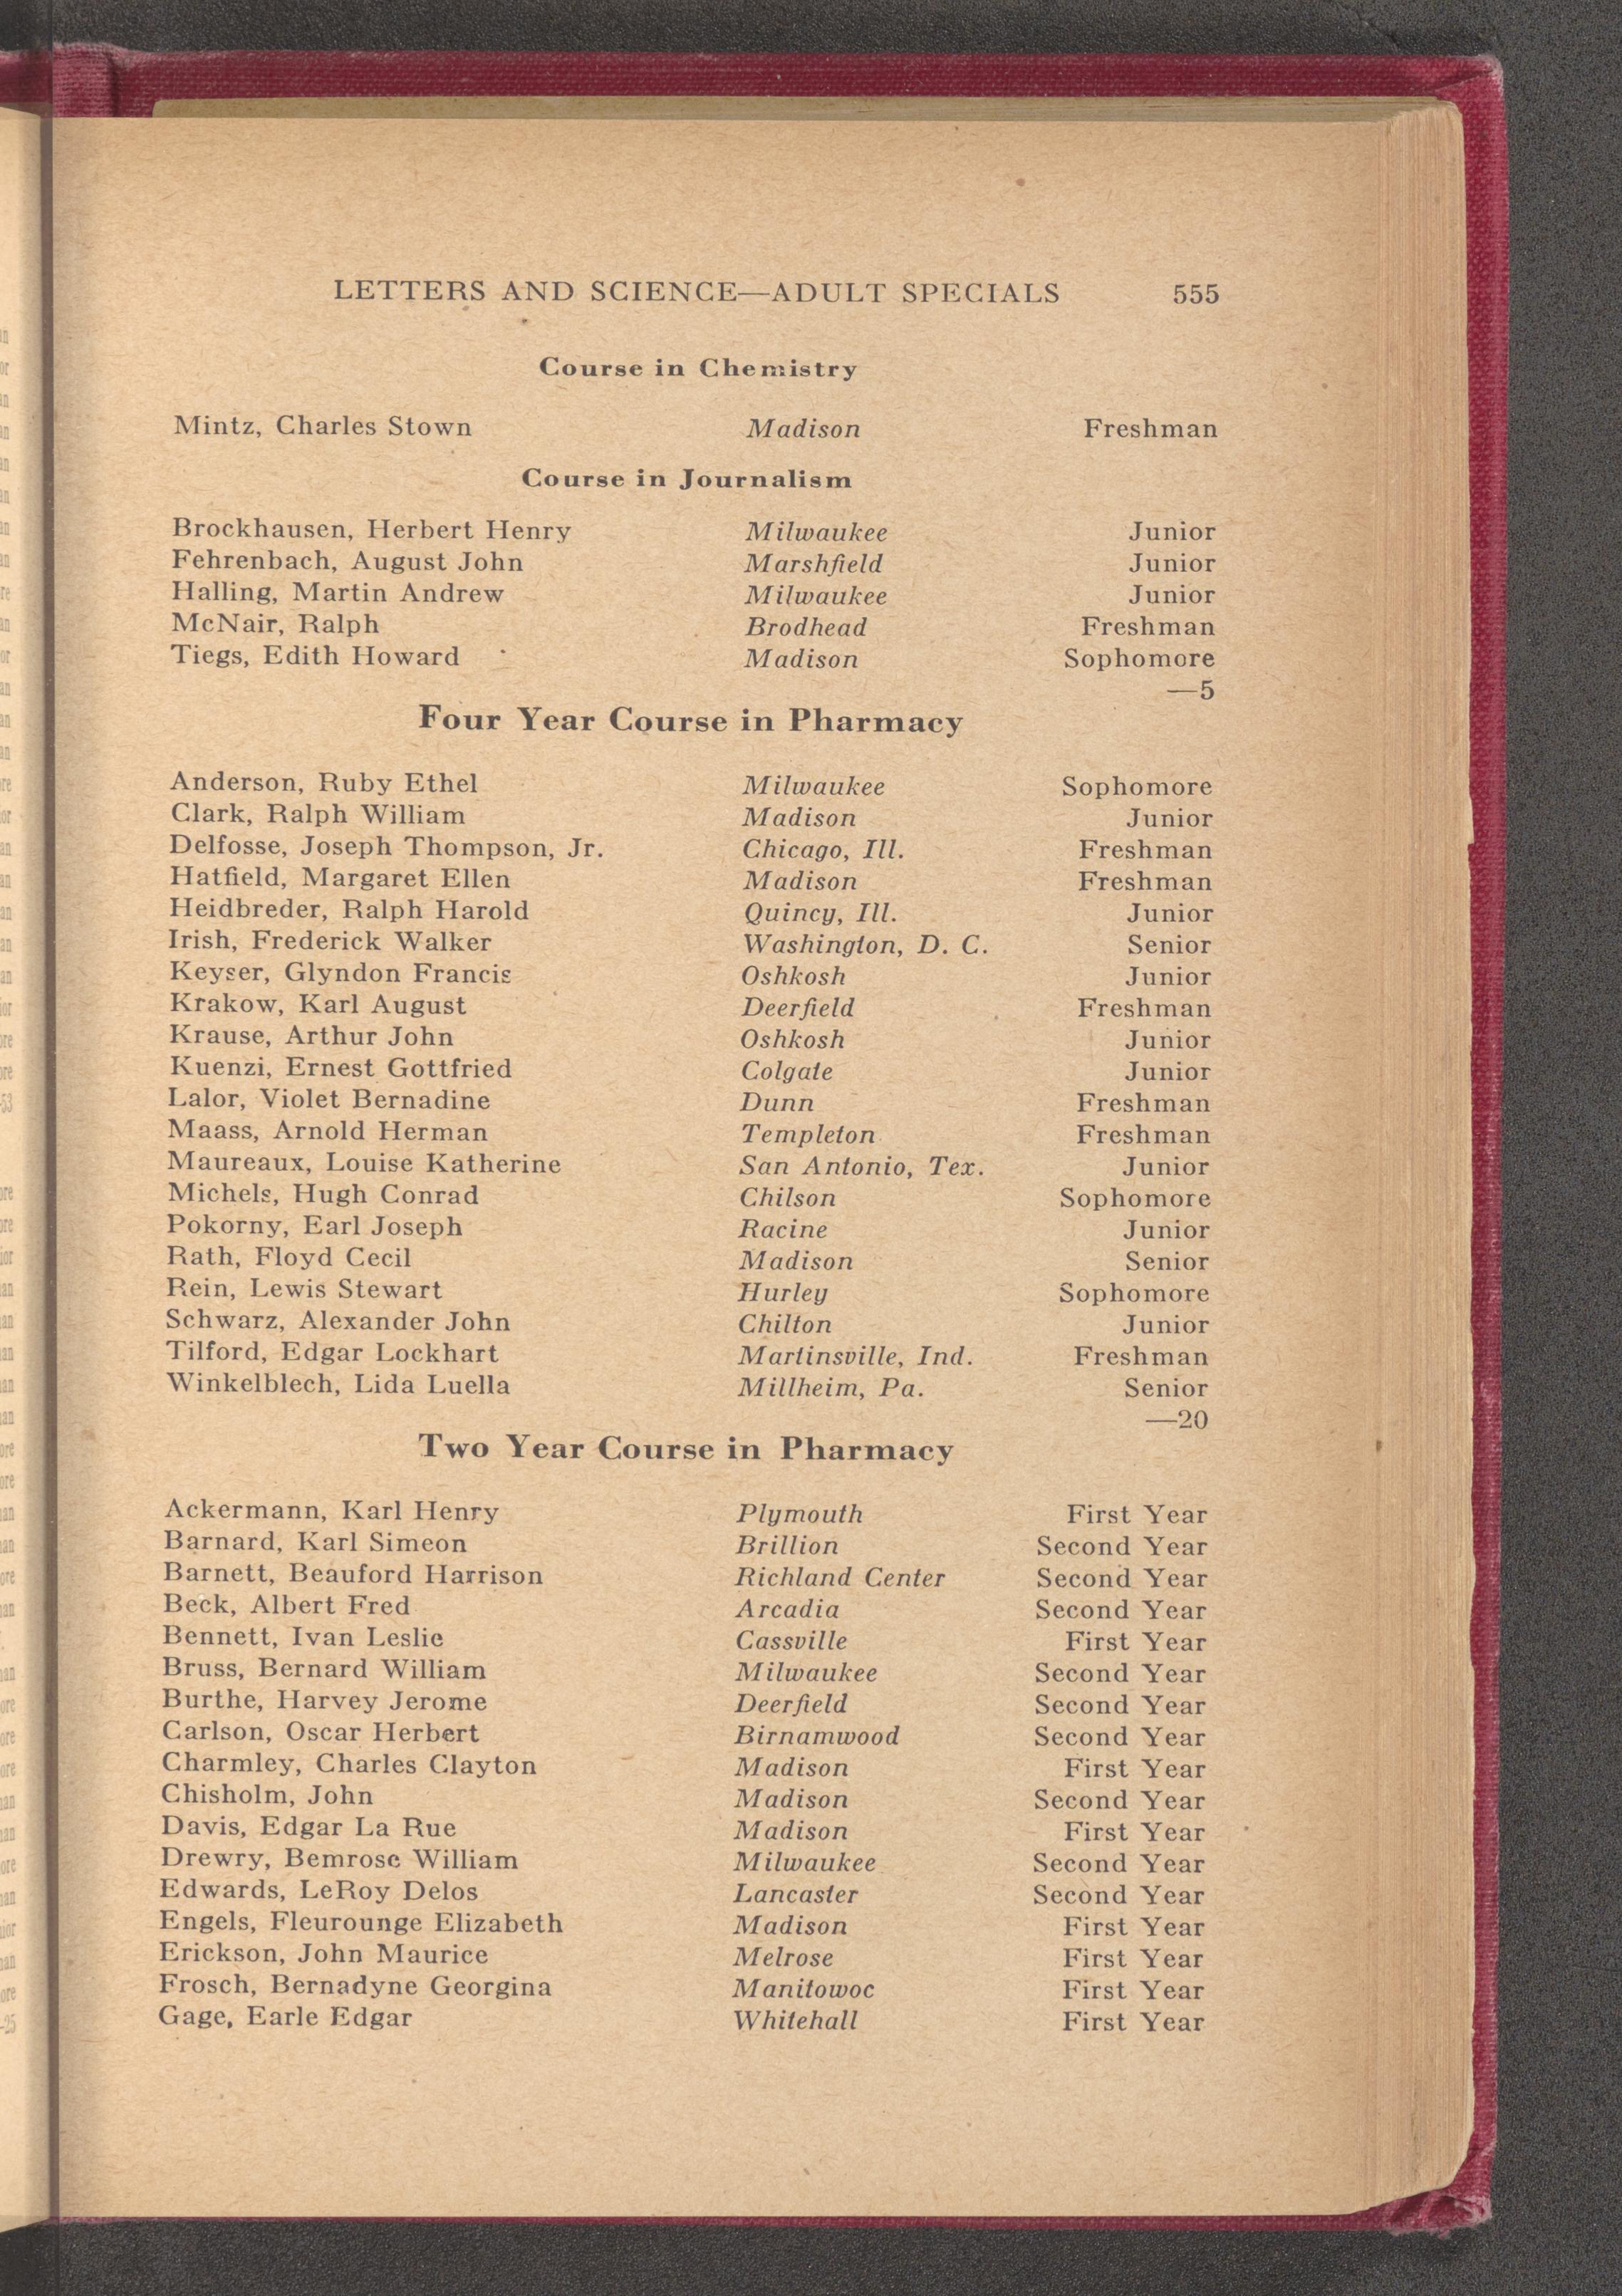 LETTERS AND SCIENCE—ADULT SPECIALS 555
Course in Chemistry
Mintz, Charles Stown Madison Freshman
Course in Journalism
Brockhausen, Herbert Henry Milwaukee Junior
Fehrenbach, August John Marshfield Junior
Halling, Martin Andrew Milwaukee Junior
McNair, Ralph Brodhead Freshman
Tiegs, Edith Howard Madison Sophomore
—5
Four Year Course in Pharmacy
Anderson, Ruby Ethel Milwaukee Sophomore
Clark, Ralph William Madison Junior
Delfosse, Joseph Thompson, Jr. Chicago, Ill. Freshman
Hatfield, Margaret Ellen Madison Freshman
Heidbreder, Ralph Harold Quincy, Ill. Junior
Irish, Frederick Walker Washington, D. C. Senior
Keyser, Glyndon Francis Oshkosh Junior
Krakow, Karl August Deerfield Freshman
Krause, Arthur John Oshkosh Junior
Kuenzi, Ernest Gottfried Colgate Junior
Lalor, Violet Bernadine Dunn Freshman
Maass, Arnold Herman Templeton Freshman
Maureaux, Louise Katherine San Antonio, Tex. Junior
Michels, Hugh Conrad Chilson Sophomore
Pokorny, Earl Joseph Racine Junior
Rath, Floyd Cecil Madison Senior
Rein, Lewis Stewart Hurley Sophomore
Schwarz, Alexander John Chilton Junior
Tilford, Edgar Lockhart Martinsville, Ind. Freshman
Winkelblech, Lida Luella Millheim, Pa. Senior
—20
Two Year Course in Pharmacy
Ackermann, Karl Henry Plymouth First Year
Barnard, Karl Simeon Brillion Second Year
Barnett, Beauford Harrison Richland Center Second Year
Beck, Albert Fred Arcadia Second Year
Bennett, Ivan Leslie Cassville First Year
Bruss, Bernard William Milwaukee Second Year
Burthe, Harvey Jerome Deerfield Second Year
Carlson, Oscar Herbert Birnamwood Second Year
Charmley, Charles Clayton Madison First Year
Chisholm, John Madison Second Year
Davis, Edgar La Rue Madison First Year
Drewry, Bemrose William Milwaukee Second Year
Edwards, LeRoy Delos Lancaster Second Year
Engels, Fleurounge Elizabeth Madison First Year
Erickson, John Maurice Melrose First Year
Frosch, Bernadyne Georgina Manitowoc First Year
Gage, Earle Edgar Whitehall First Year